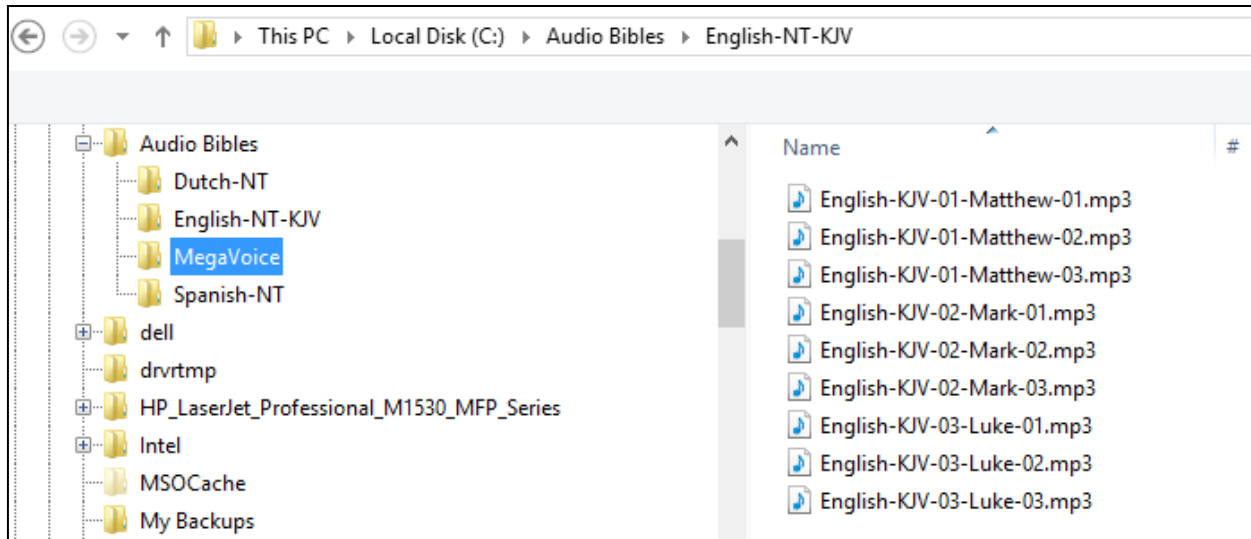 This PC Local Disk (C:) Audio Bibles English-NT-KJV
Audio Bibles
Dutch-NT
English-NT-KJV
MegaVoice
Spanish-NT
dell
drvrtmp
HP_LaserJet_Professional_M1530_MFP_Series
Intel
MSOCache
My Backups
Name #
English-KJV-01-Matthew-01.mp3
English-KJV-01-Matthew-02.mp3
English-KJV-01-Matthew-03.mp3
English-KJV-02-Mark-01.mp3
English-KJV-02-Mark-02.mp3
English-KJV-02-Mark-03.mp3
English-KJV-03-Luke-01.mp3
English-KJV-03-Luke-02.mp3
English-KJV-03-Luke-03.mp3